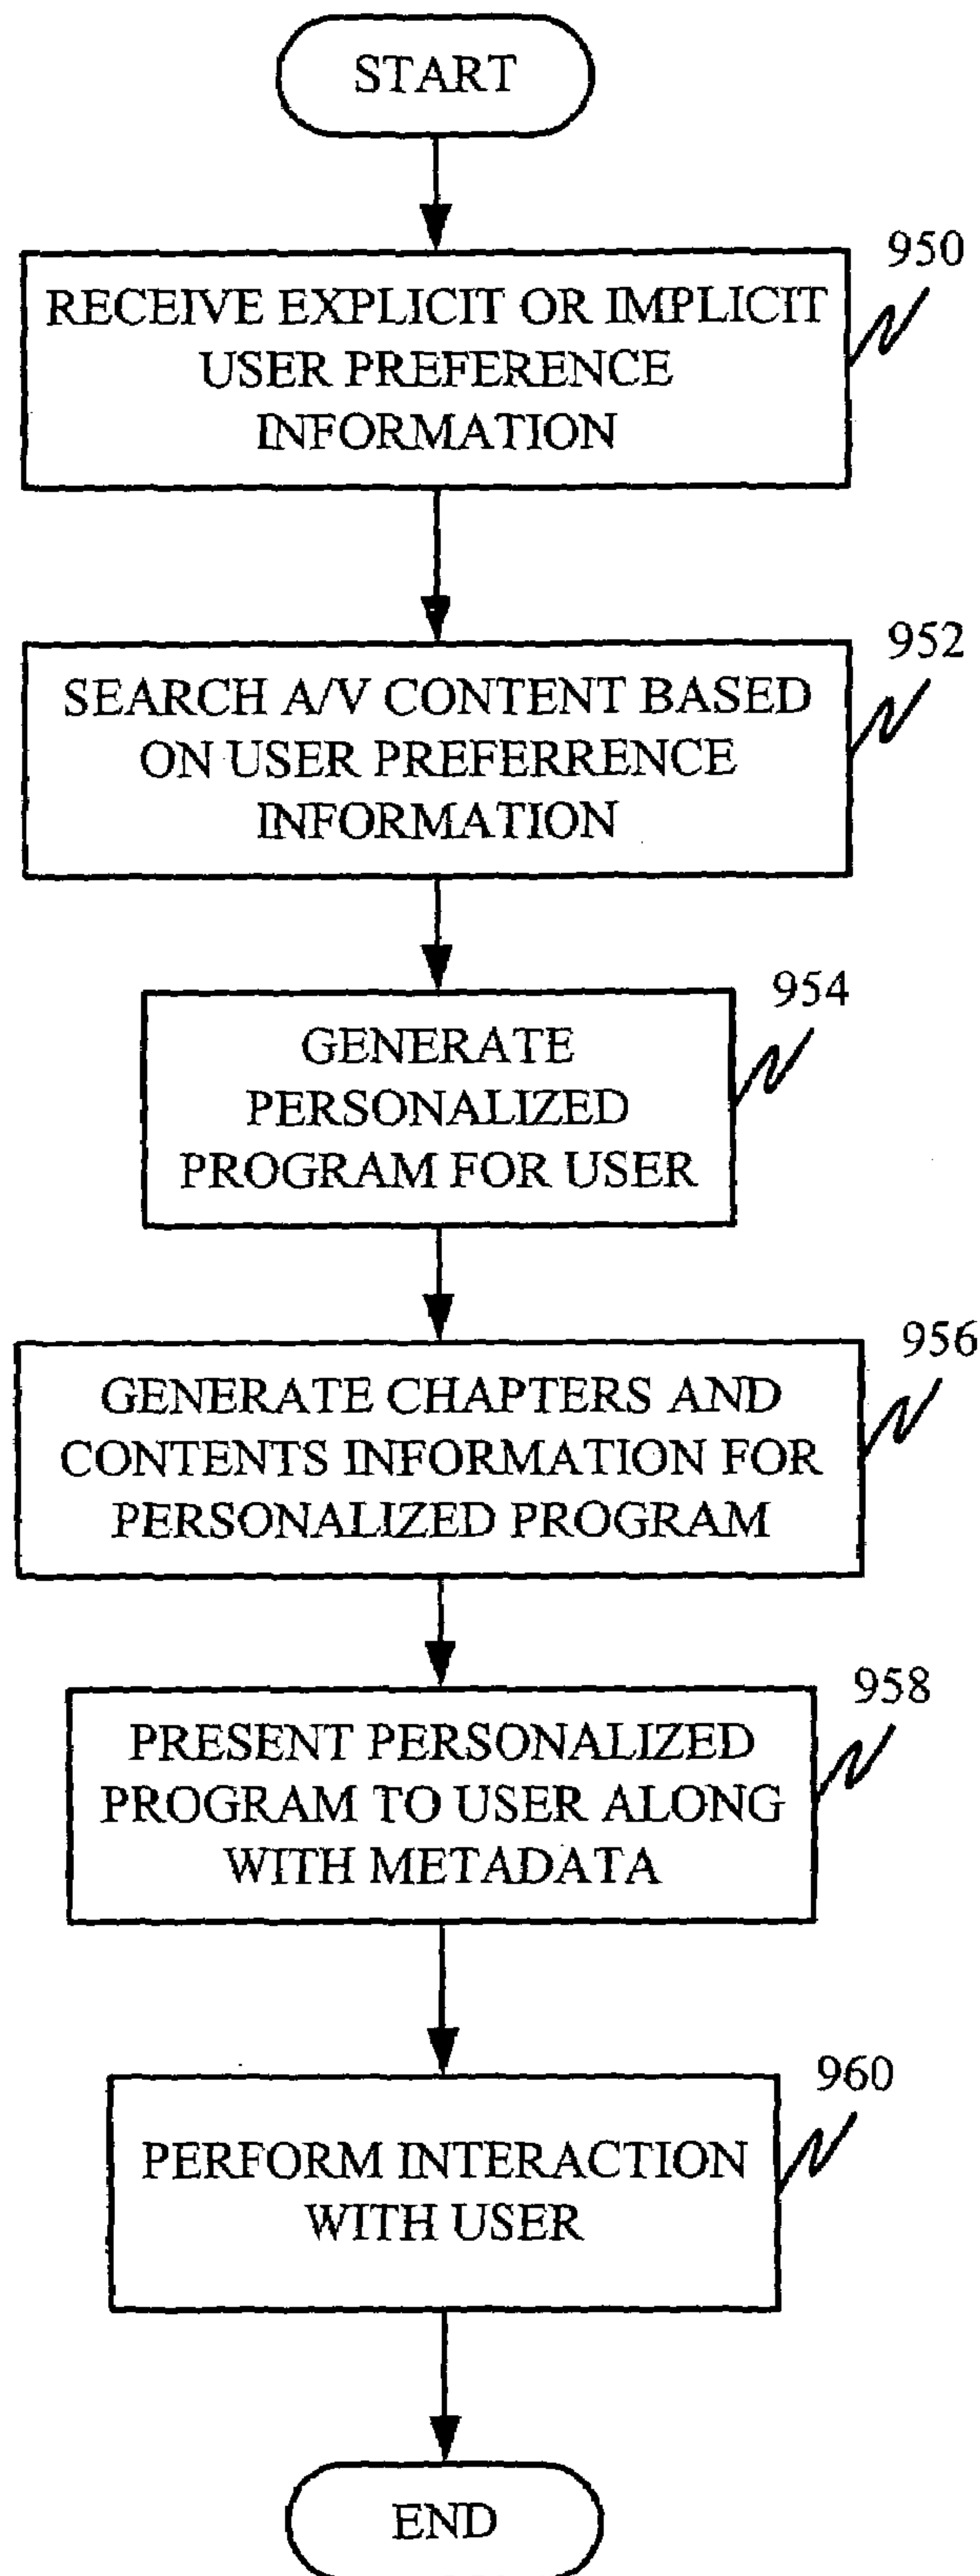 START
950
RECEIVE EXPLICIT OR IMPLICIT
USER PREFERENCE
INFORMATION
952
SEARCH A/V CONTENT BASED
ON USER PREFERRENCE
INFORMATION
954
GENERATE
PERSONALIZED
PROGRAM FOR USER
956
GENERATE CHAPTERS AND
CONTENTS INFORMATION FOR
PERSONALIZED PROGRAM
958
PRESENT PERSONALIZED
PROGRAM TO USER ALONG
WITH METADATA
960
PERFORM INTERACTION
WITH USER
END